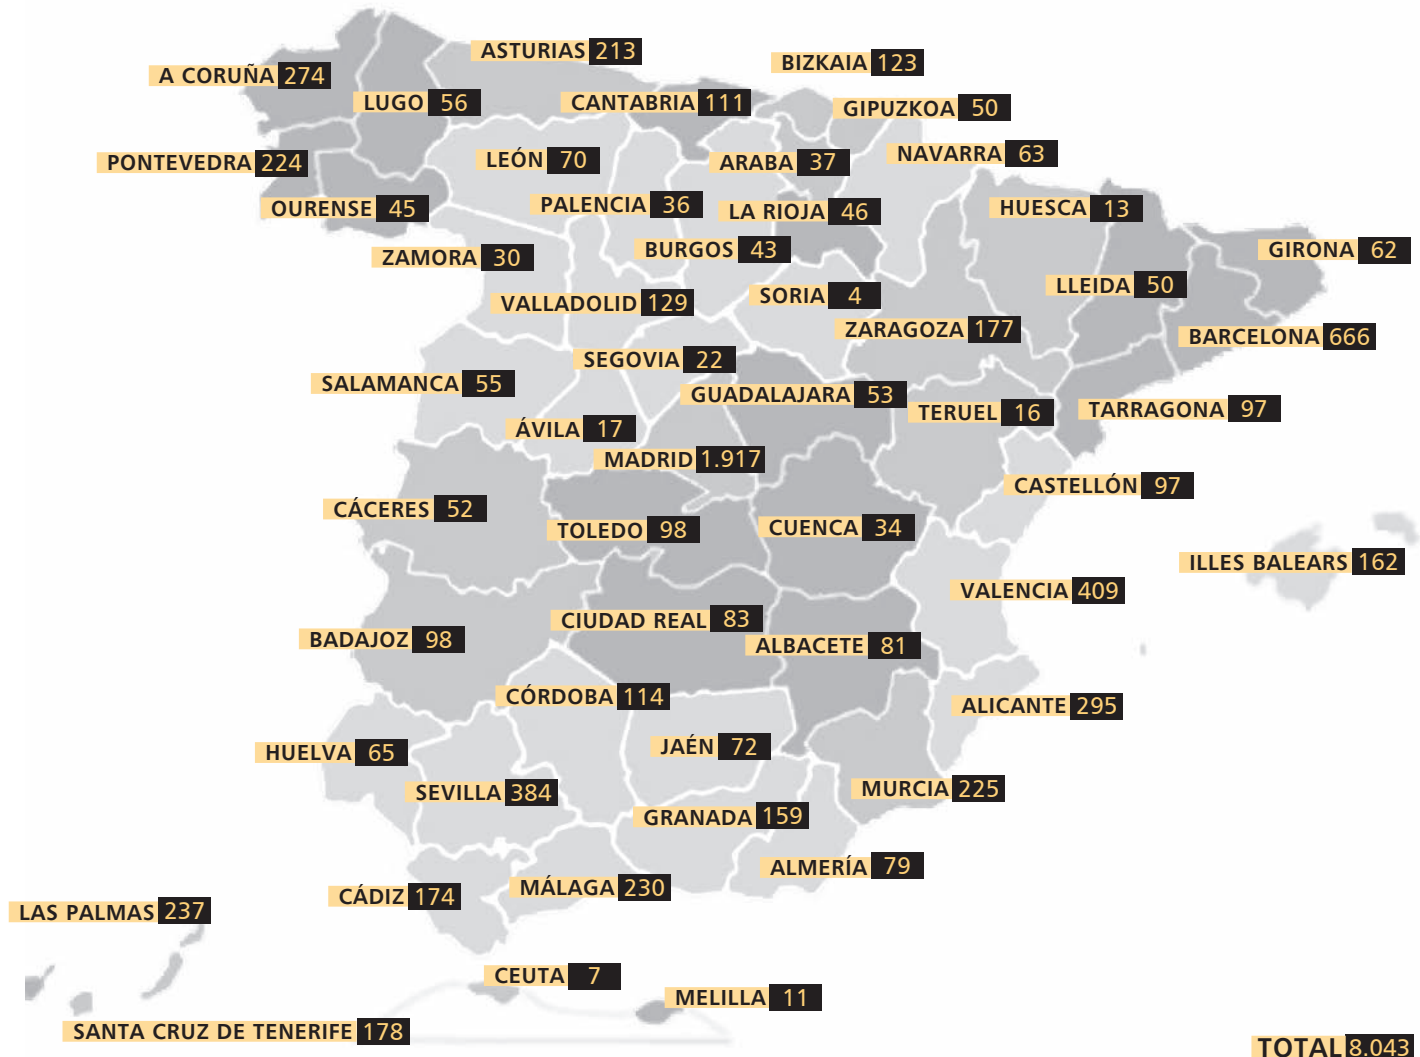 ASTURIAS 213
BIZKAIA 123
A CORUÑA 274
LUGO 56
CANTABRIA 111
GIPUZKOA 50
PONTEVEDRA 224
LEÓN 70
ARABA 37
NAVARRA 63
OURENSE 45
PALENCIA 36
LA RIOJA 46
HUESCA 13
ZAMORA 30
BURGOS 43
GIRONA 62
VALLADOLID 129
SORIA 4
LLEIDA 50
ZARAGOZA 177
BARCELONA 666
SEGOVIA 22
SALAMANCA 55
GUADALAJARA 53
TERUEL 16
TARRAGONA 97
ÁVILA 17
MADRID 1.917
CASTELLÓN 97
CÁCERES 52
TOLEDO 98
CUENCA 34
ILLES BALEARS 162
VALENCIA 409
CIUDAD REAL 83
BADAJOZ 98
ALBACETE 81
CÓRDOBA 114
ALICANTE 295
HUELVA 65
JAÉN 72
SEVILLA 384
MURCIA 225
GRANADA 159
ALMERÍA 79
CÁDIZ 174
MÁLAGA 230
LAS PALMAS 237
CEUTA 7
MELILLA 11
SANTA CRUZ DE TENERIFE 178
TOTAL 8.043